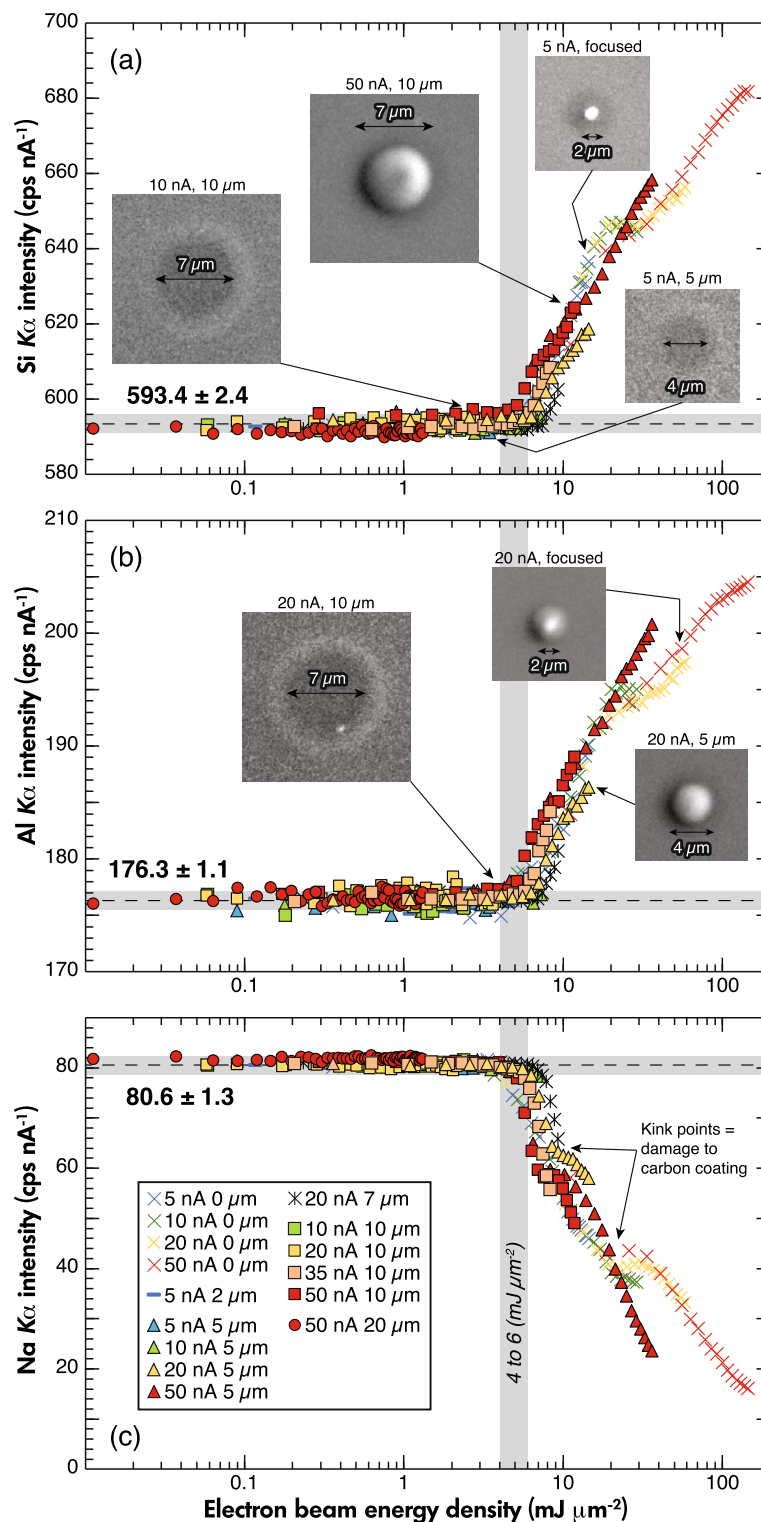 700
680
660
640
620
600
580
Si Kα intensity (cps nA-1)
(a)
5 nA, focused
2 µm
50 nA, 10 µm
7 µm
10 nA, 10 µm
7 µm
5 nA, 5 µm
4 µm
593.4 ± 2.4
0.1
1
10
100
210
200
190
180
170
Al Kα intensity (cps nA-1)
(b)
20 nA, focused
2 µm
20 nA, 10 µm
7 µm
20 nA, 5 µm
4 µm
176.3 ± 1.1
0.1
1
10
100
80
60
40
20
0
Na Kα intensity (cps nA-1)
80.6 ± 1.3
Kink points =
damage to
carbon coating
5 nA 0 µm
10 nA 0 µm
20 nA 0 µm
50 nA 0 µm
5 nA 2 µm
5 nA 5 µm
10 nA 5 µm
20 nA 5 µm
50 nA 5 µm
20 nA 7 µm
10 nA 10 µm
20 nA 10 µm
35 nA 10 µm
50 nA 10 µm
50 nA 20 µm
4 to 6 (mJ µm-2)
(c)
0.1
1
10
100
Electron beam energy density (mJ µm-2)